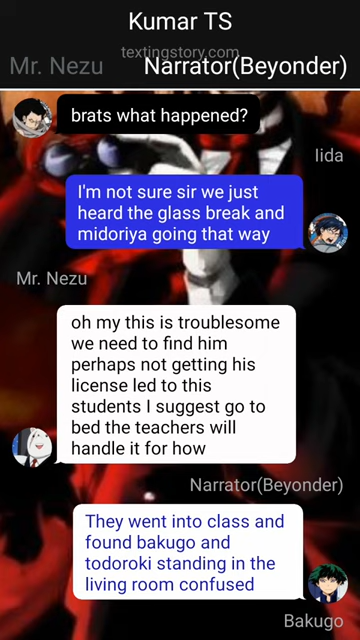 Kumar TS
textingstory.com
Mr. Nezu
Narrator(Beyonder)
brats what happened?
Iida
I'm not sure sir we just
heard the glass break and
midoriya going that way
Mr. Nezu
oh my this is troublesome
we need to find him
perhaps not getting his
license led to this
students I suggest go to
bed the teachers will
handle it for how
Narrator(Beyonder)
They went into class and
found bakugo and
todoroki standing in the
living room confused
Bakugo